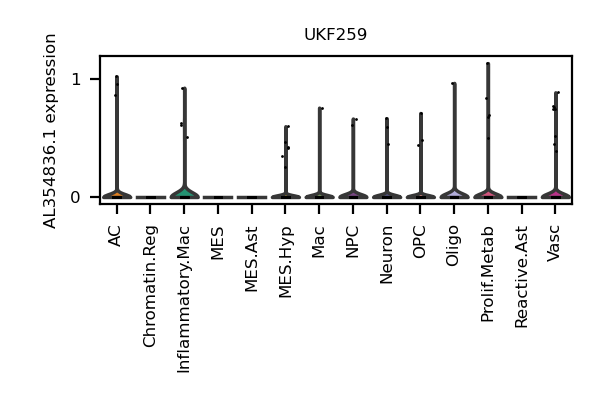 UKF259
AL354836.1 expression
1
0
AC
Chromatin.Reg
Inflammatory.Mac
MES
MES.Ast
MES.Hyp
Mac
NPC
Neuron
OPC
Oligo
Prolif.Metab
Reactive.Ast
Vasc